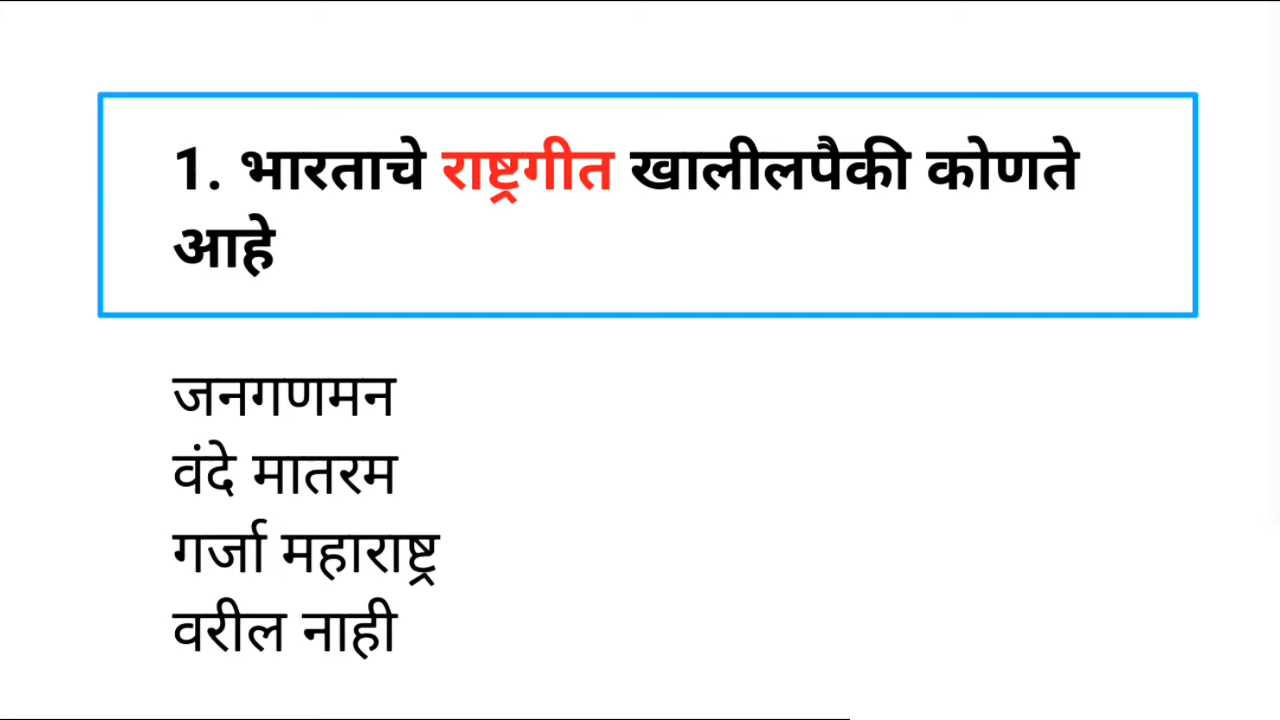 1. भारताचे राष्ट्रगीत खालीलपैकी कोणते
आहे
जनगणमन
वंदे मातरम
गर्जा महाराष्ट्र
वरील नाही